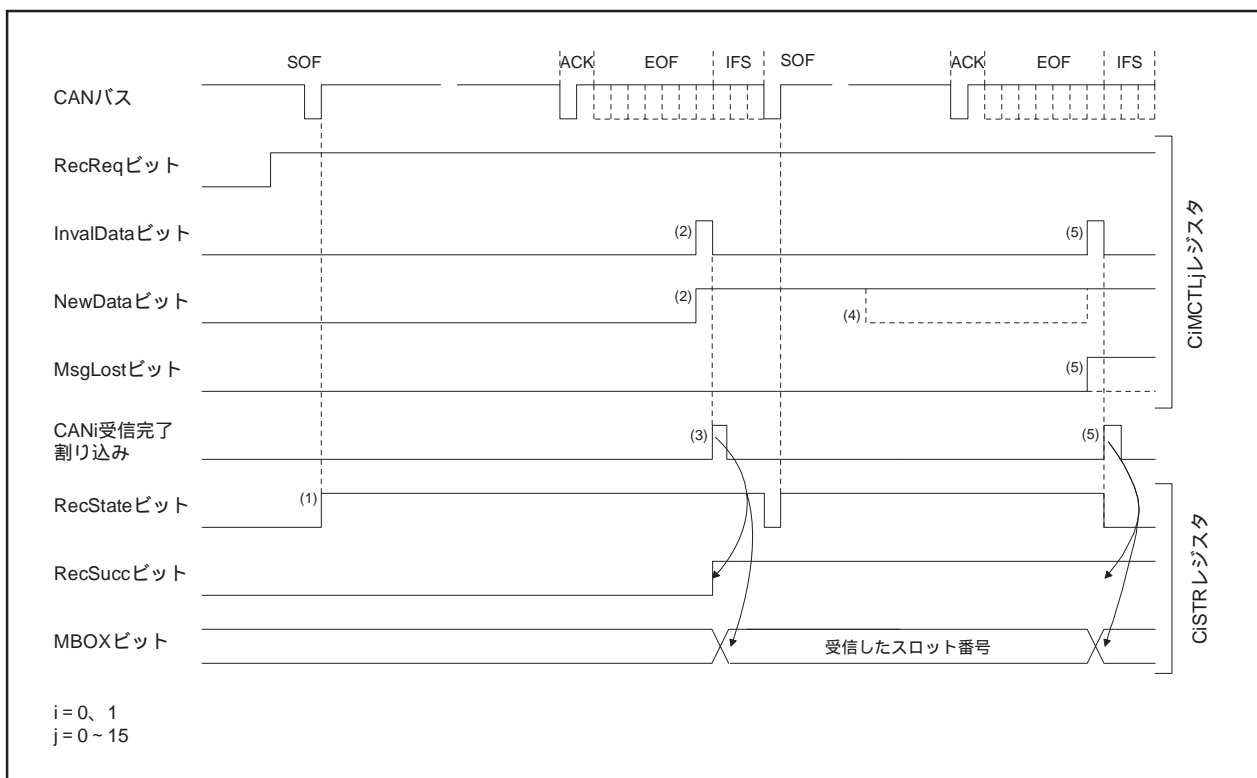 SOF ACK EOF IFS SOF ACK EOF IFS
CANバス
RecReqビット
InvalDataビット (2) (5)
NewDataビット (2) (4)
MsgLostビット (5)
CANi受信完了
割り込み (3) (5)
RecStateビット (1)
RecSuccビット
MBOXビット 受信したスロット番号
CiMCTLjレジスタ
CiSTRレジスタ
i = 0、1
j = 0 ~ 15